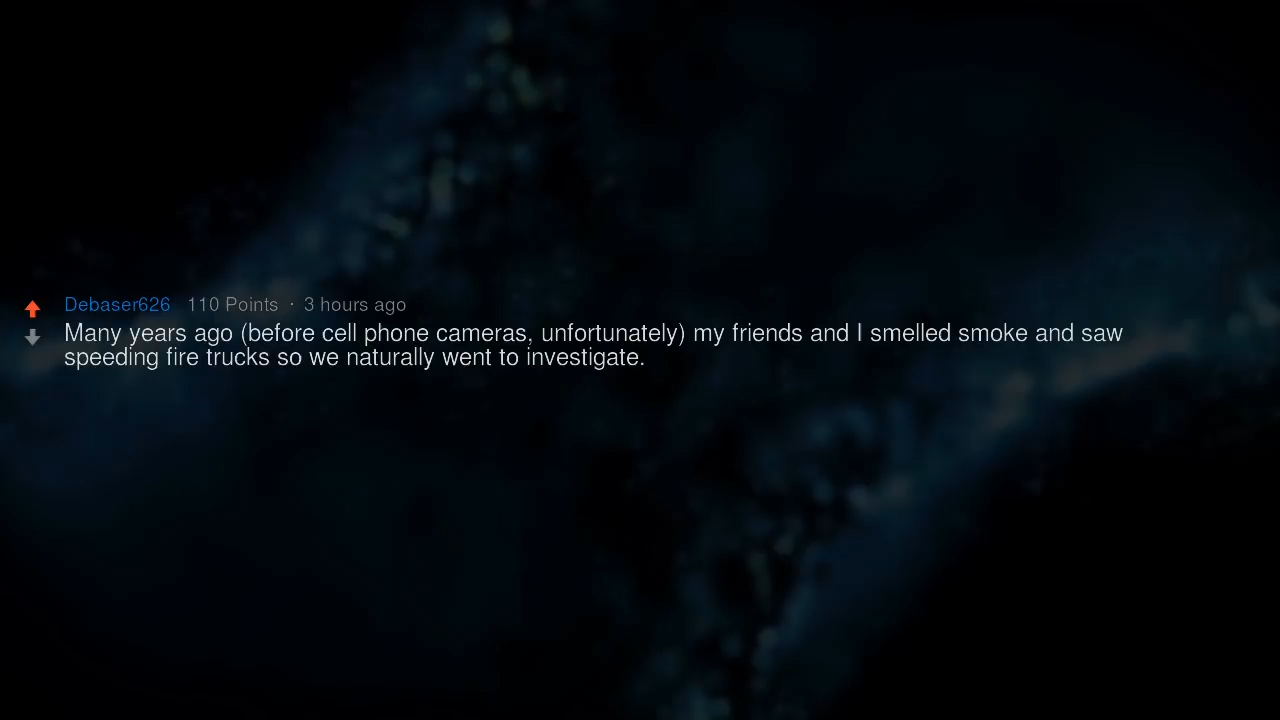 Debaser626 110 Points · 3 hours ago
Many years ago (before cell phone cameras, unfortunately) my friends and I smelled smoke and saw
speeding fire trucks so we naturally went to investigate.